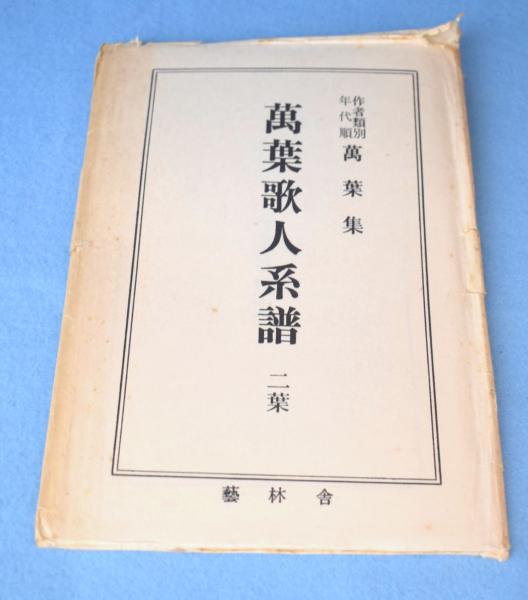 作者類別
年代順
萬葉集
萬葉歌人系譜 二葉
藝林舎